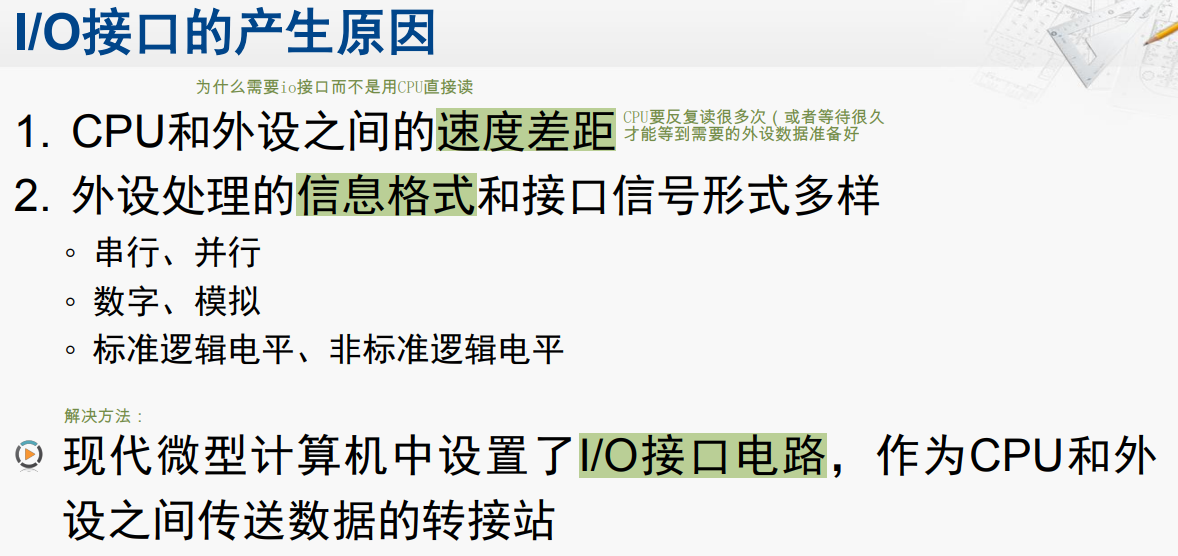 I/O接口的产生原因
为什么需要io接口而不是用CPU直接读
1. CPU和外设之间的速度差距
CPU要反复读很多次（或者等待很久
才能等到需要的外设数据准备好
2. 外设处理的信息格式和接口信号形式多样
串行、并行
数字、模拟
标准逻辑电平、非标准逻辑电平
解决方法：
现代微型计算机中设置了I/O接口电路，作为CPU和外
设之间传送数据的转接站